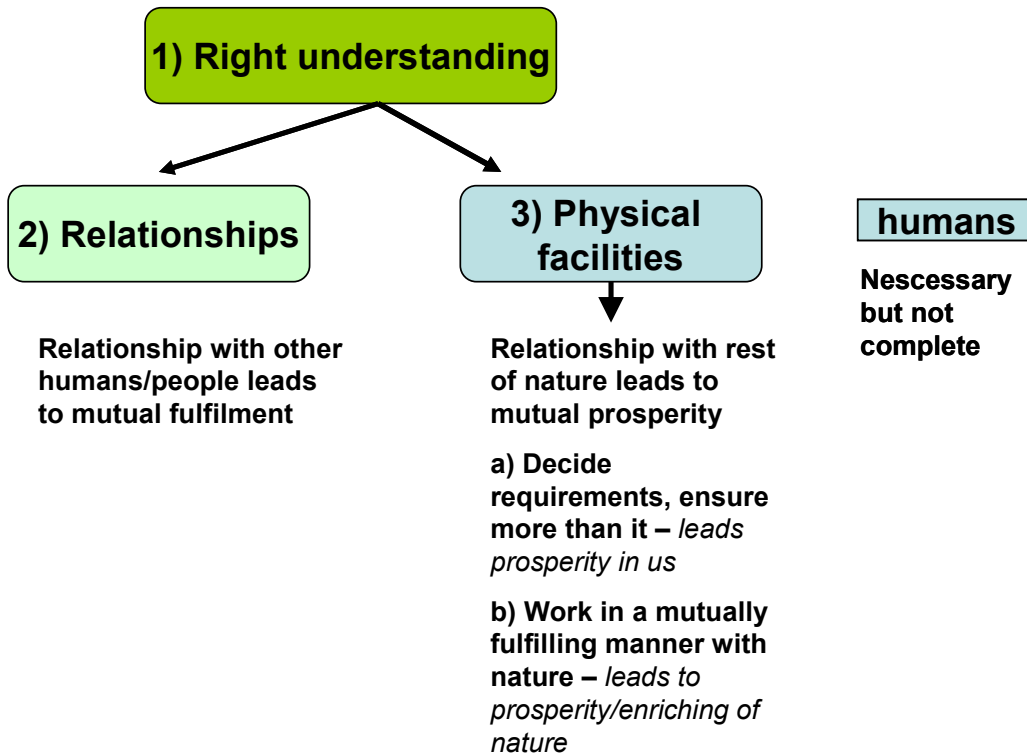 1) Right understanding
2) Relationships
3) Physical
facilities
humans
Nescessary
but not
complete
Relationship with other
humans/people leads
to mutual fulfilment
Relationship with rest
of nature leads to
mutual prosperity
a) Decide
requirements, ensure
more than it – leads
prosperity in us
b) Work in a mutually
fulfilling manner with
nature – leads to
prosperity/enriching of
nature